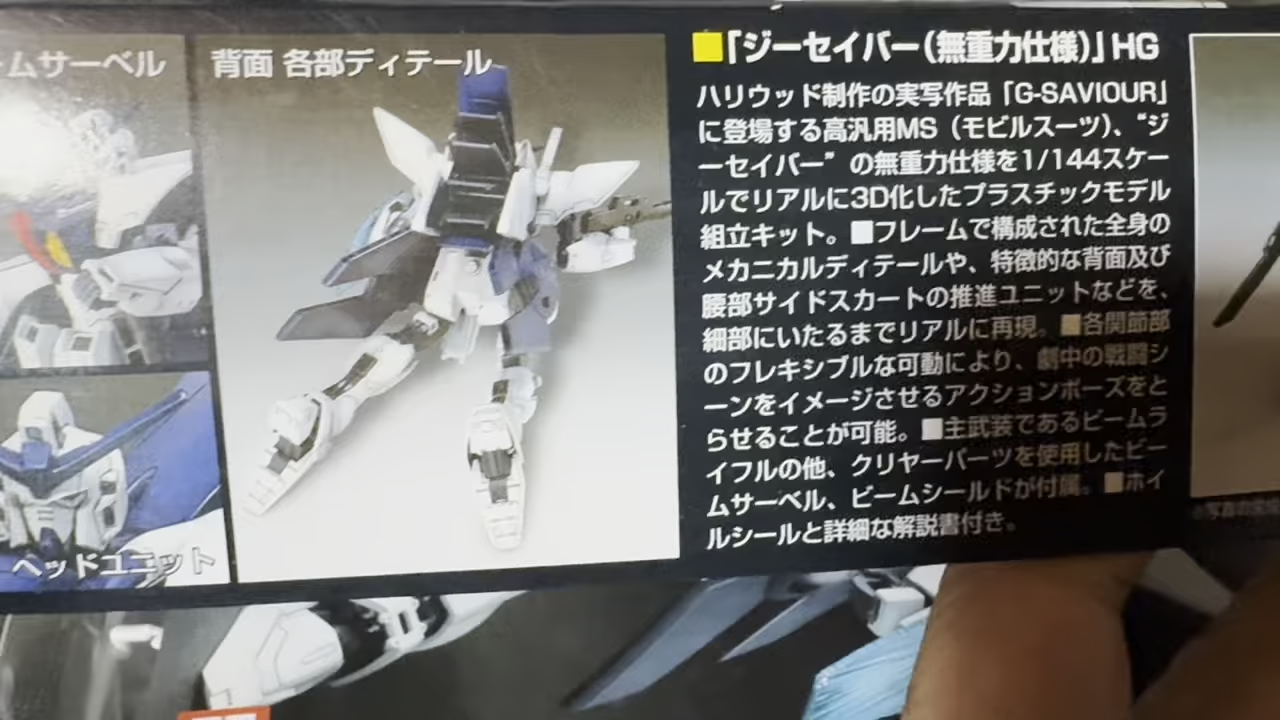 ームサーベル
背面 各部ディテール
ヘッドユニット
■「ジーセイバー(無重力仕様)」HG
ハリウッド制作の実写作品「G-SAVIOUR」
に登場する高汎用MS(モビルスーツ)、“ジ
ーセイバー”の無重力仕様を1/144スケー
ルでリアルに3D化したプラスチックモデル
組立キット。■フレームで構成された全身の
メカニカルディテールや、特徴的な背面及び
腰部サイドスカートの推進ユニットなどを、
細部にいたるまでリアルに再現。■各関節部
のフレキシブルな可動により、劇中の戦闘シ
ーンをイメージさせるアクションポーズをと
らせることが可能。■主武装であるビームラ
イフルの他、クリヤーパーツを使用したビー
ムサーベル、ビームシールドが付属。■ホイ
ルシールと詳細な解説書付き。